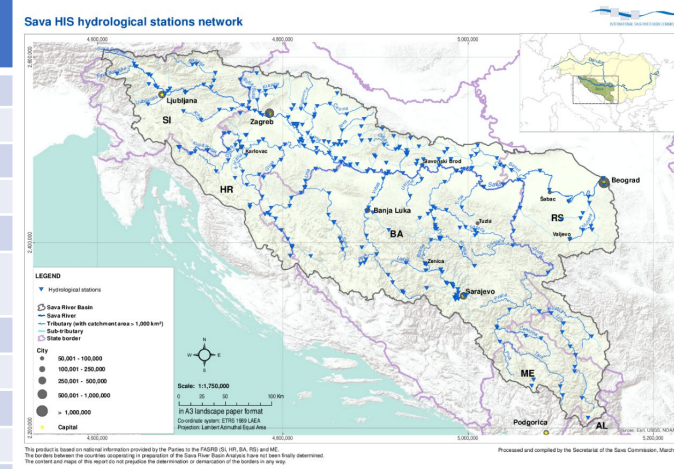 Sava HIS hydrological stations network
4,600,000
4,800,000
5,000,000
Ljubljana
SI
Zagreb
Karlovac
HR
Slavonski Brod
Beograd
Šabac
RS
Valjevo
Banja Luka
BA
Tuzla
Zenica
Sarajevo
ME
Podgorica
AL
2,400,000
2,200,000
LEGEND
Hydrological stations
Sava River Basin
Sava River
Tributary (with catchment area > 1,000 km²)
Sub-tributary
State border
City
50,001 - 100,000
100,001 - 250,000
250,001 - 500,000
500,001 - 1,000,000
> 1,000,000
Capital
N
W E
S
Scale: 1:1,750,000
0 25 50 100 Km
in A3 landscape paper format
Co-ordinate system: ETRS 1989 LAEA
Projection: Lambert Azimuthal Equal Area
4,600,000
4,800,000
5,000,000
5,200,000
This product is based on national information provided by the Parties to the FASRB (SI, HR, BA, RS) and ME.
The borders between the countries cooperating in preparation of the Sava River Basin Analysis have not been finally determined.
The content and maps of this report do not prejudice the determination or demarcation of the borders in any way.
Processed and compiled by the Secretariat of the Sava Commission, March